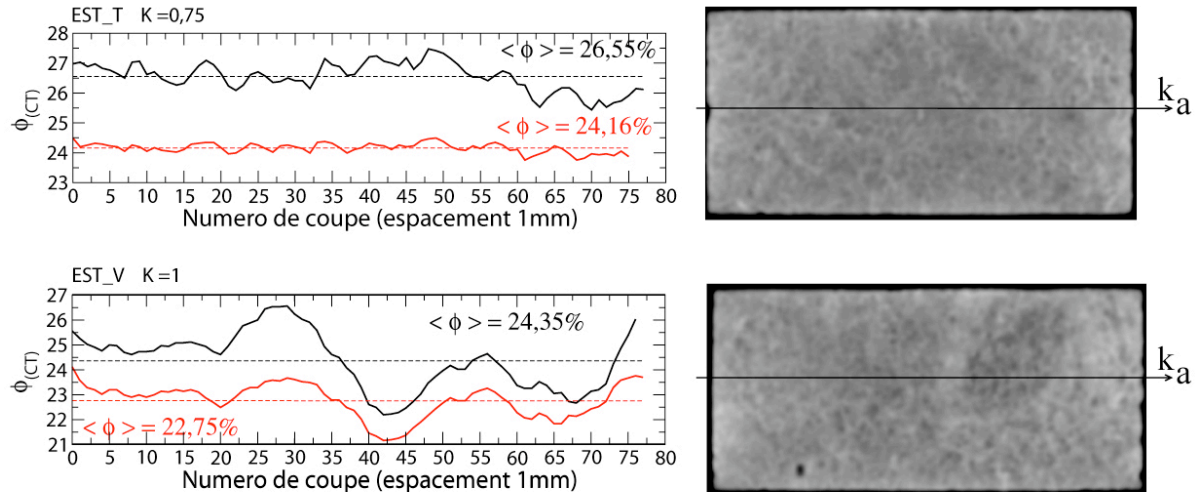 EST_T K =0,75
28
27
26
25
24
23
ϕ(CT)
< ϕ > = 26,55%
< ϕ > = 24,16%
0 5 10 15 20 25 30 35 40 45 50 55 60 65 70 75 80
Numero de coupe (espacement 1mm)
k
a
EST_V K =1
27
26
25
24
23
22
21
ϕ(CT)
< ϕ > = 24,35%
< ϕ > = 22,75%
0 5 10 15 20 25 30 35 40 45 50 55 60 65 70 75 80
Numero de coupe (espacement 1mm)
k
a